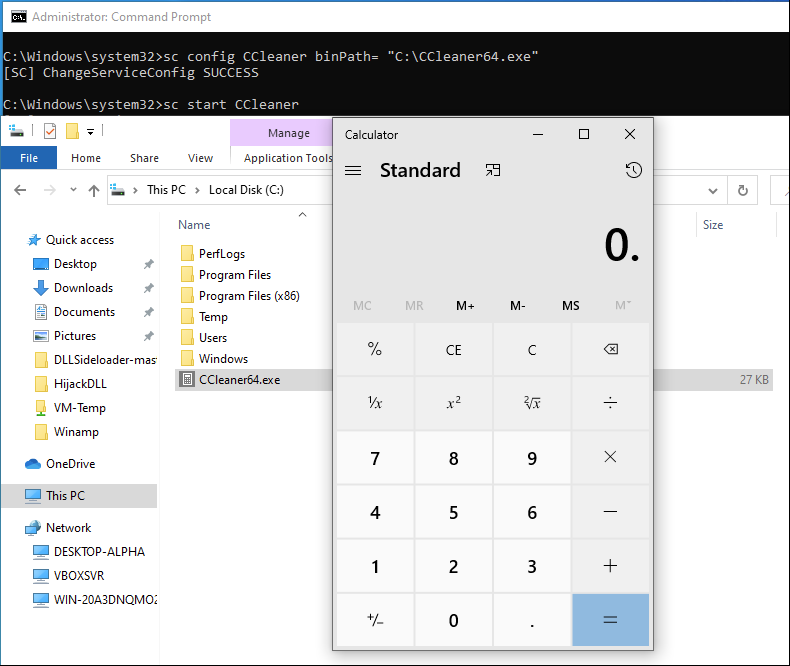 Administrator: Command Prompt
C:\Windows\system32>sc config CCleaner binPath= "C:\CCleaner64.exe"
[SC] ChangeServiceConfig SUCCESS
C:\Windows\system32>sc start CCleaner
Manage
File Home Share View Application Tools
This PC > Local Disk (C:)
Name
Size
Quick access
Desktop
Downloads
Documents
Pictures
DLLSideloader-mast
HijackDLL
VM-Temp
Winamp
OneDrive
This PC
Network
DESKTOP-ALPHA
VBOXSVR
WIN-20A3DNQMO2
PerfLogs
Program Files
Program Files (x86)
Temp
Users
Windows
CCleaner64.exe
27 KB
Calculator
Standard
0.
MC MR M+ M- MS M˅
% CE C
¹/x x² ²√x ÷
7 8 9 ×
4 5 6 −
1 2 3 +
+/− 0 . =